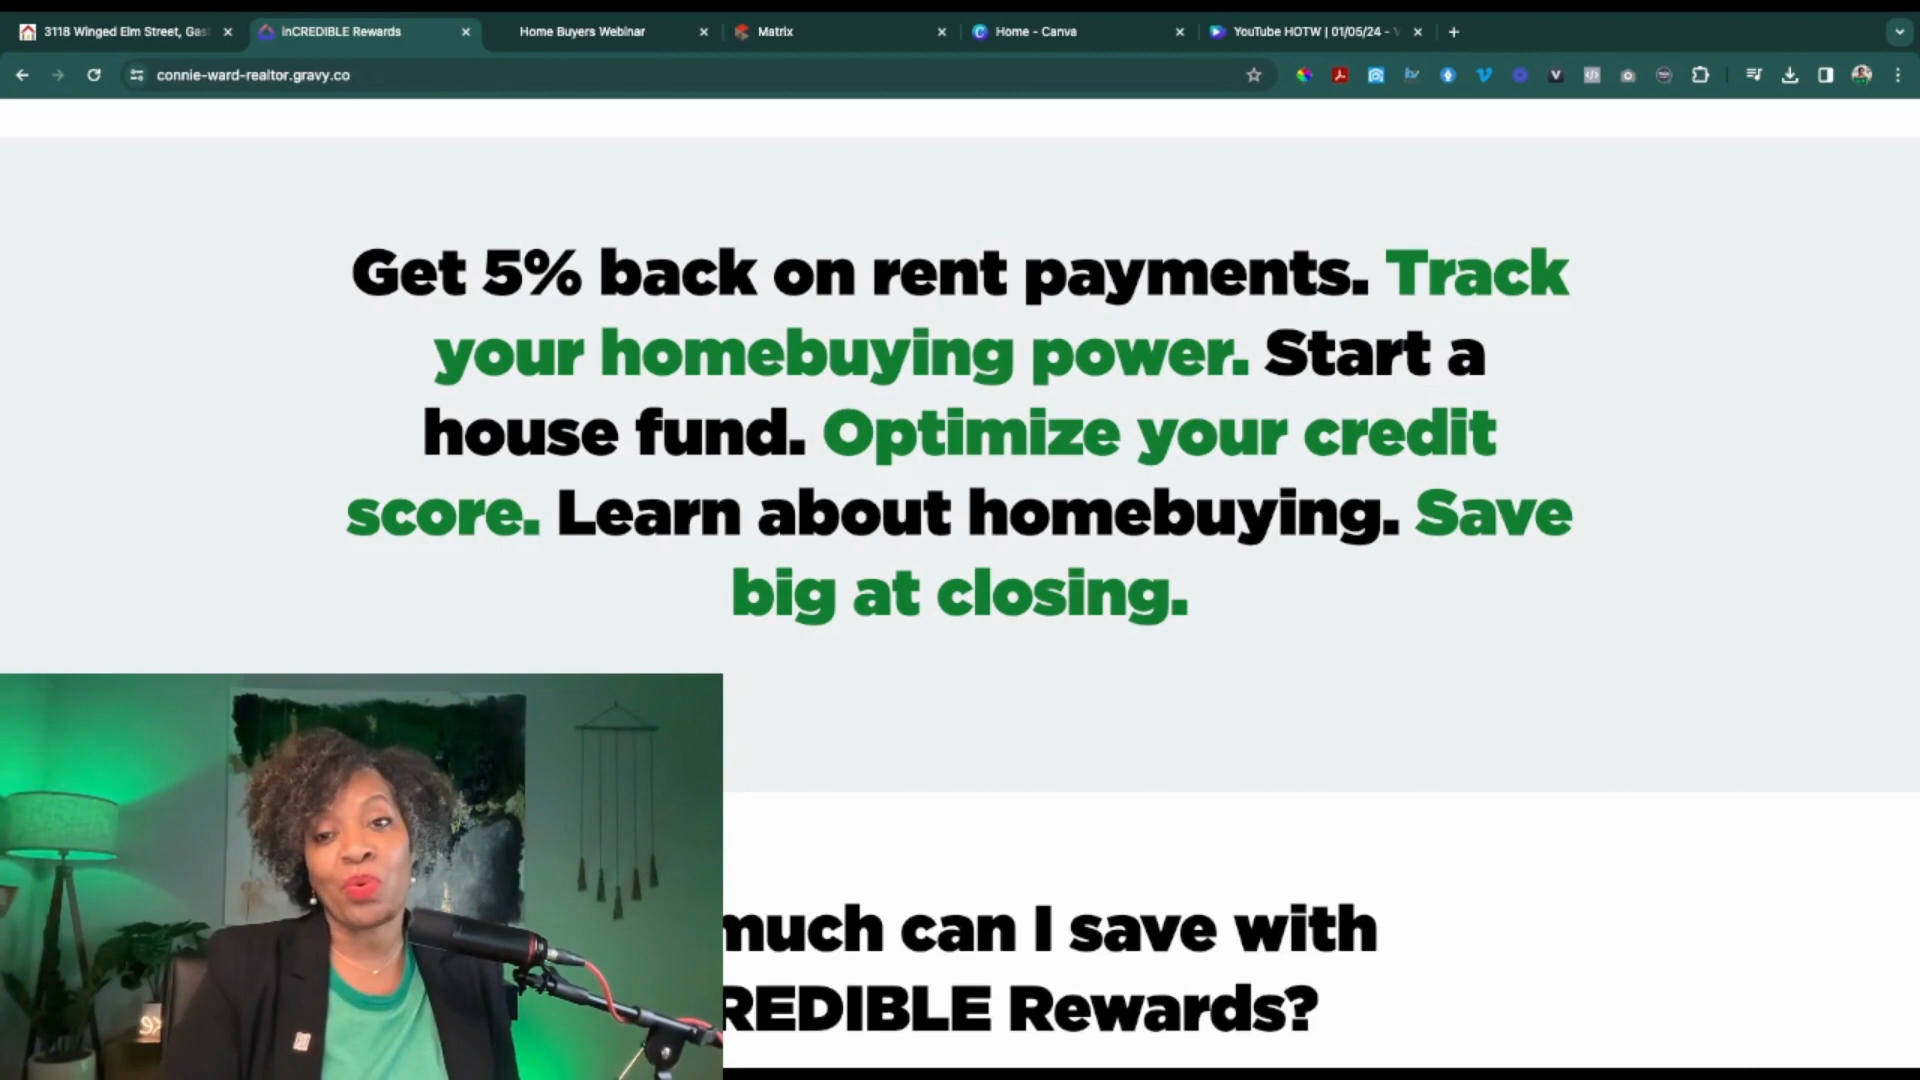 3118 Winged Elm Street, Gas
inCREDIBLE Rewards
Home Buyers Webinar
Matrix
Home - Canva
YouTube HOTW | 01/05/24 -
connie-ward-realtor.gravy.co
Get 5% back on rent payments. Track
your homebuying power. Start a
house fund. Optimize your credit
score. Learn about homebuying. Save
big at closing.
much can I save with
CREDIBLE Rewards?